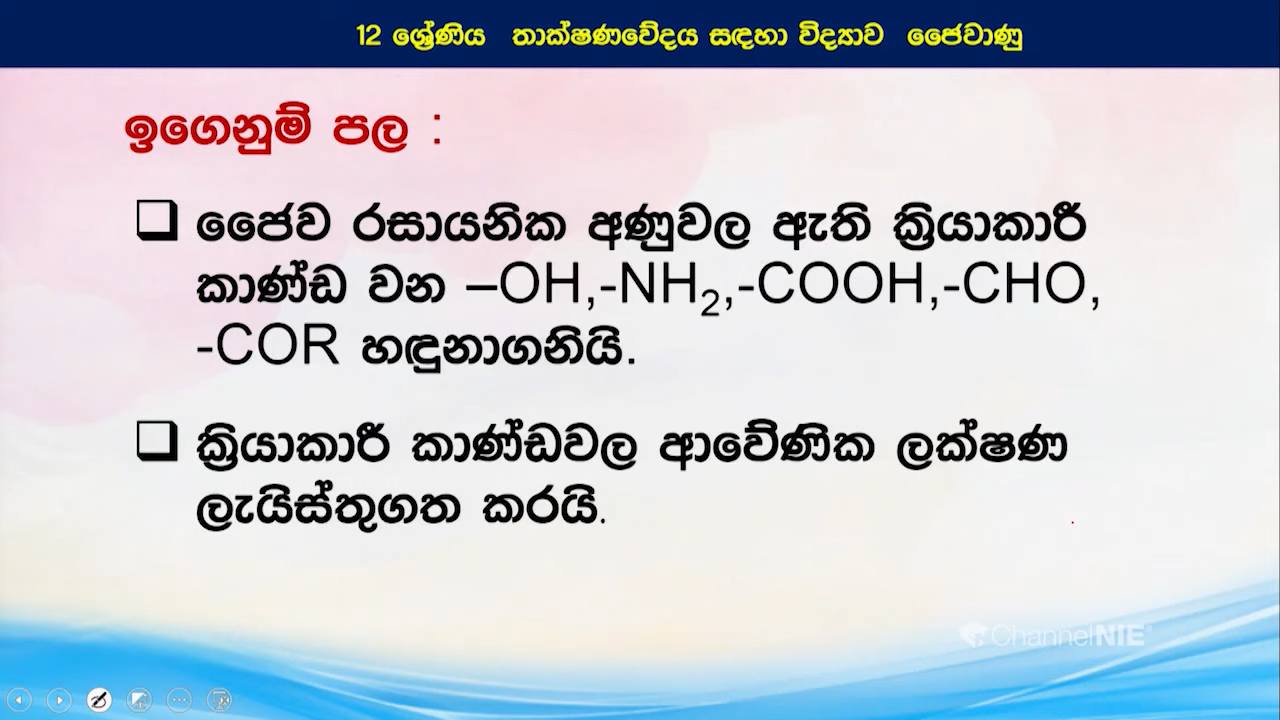 12 ශ්‍රේණිය තාක්ෂණවේදය සඳහා විද්‍යාව ජෛවාණු
ඉගෙනුම් පල :
❑ ජෛව රසායනික අණුවල ඇති ක්‍රියාකාරී
කාණ්ඩ වන –OH,-NH₂,-COOH,-CHO,
-COR හඳුනාගනියි.
❑ ක්‍රියාකාරී කාණ්ඩවල ආවේණික ලක්ෂණ
ලැයිස්තුගත කරයි.
ChannelNIE